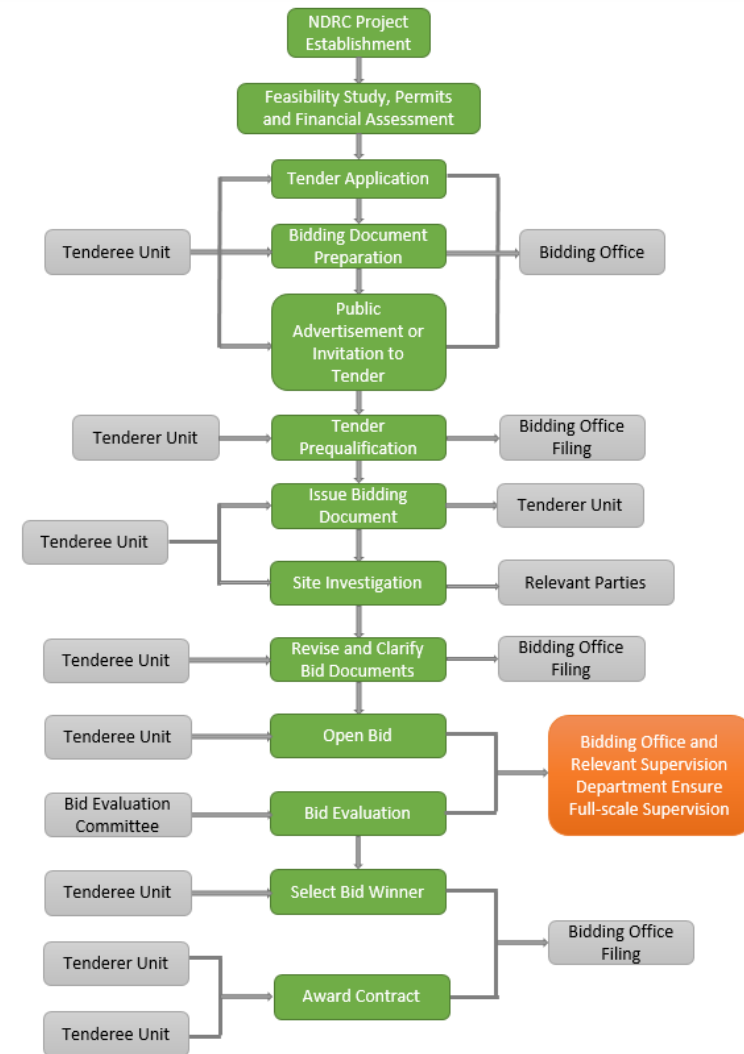 NDRC Project
Establishment
Feasibility Study, Permits
and Financial Assessment
Tender Application
Tenderee Unit
Bidding Document
Preparation
Bidding Office
Public
Advertisement or
Invitation to
Tender
Tenderer Unit
Tender
Prequalification
Bidding Office
Filing
Tenderee Unit
Issue Bidding
Document
Tenderer Unit
Site Investigation
Relevant Parties
Tenderee Unit
Revise and Clarify
Bid Documents
Bidding Office
Filing
Tenderee Unit
Open Bid
Bidding Office and
Relevant Supervision
Department Ensure
Full-scale Supervision
Bid Evaluation
Committee
Bid Evaluation
Tenderee Unit
Select Bid Winner
Bidding Office
Filing
Tenderer Unit
Tenderee Unit
Award Contract